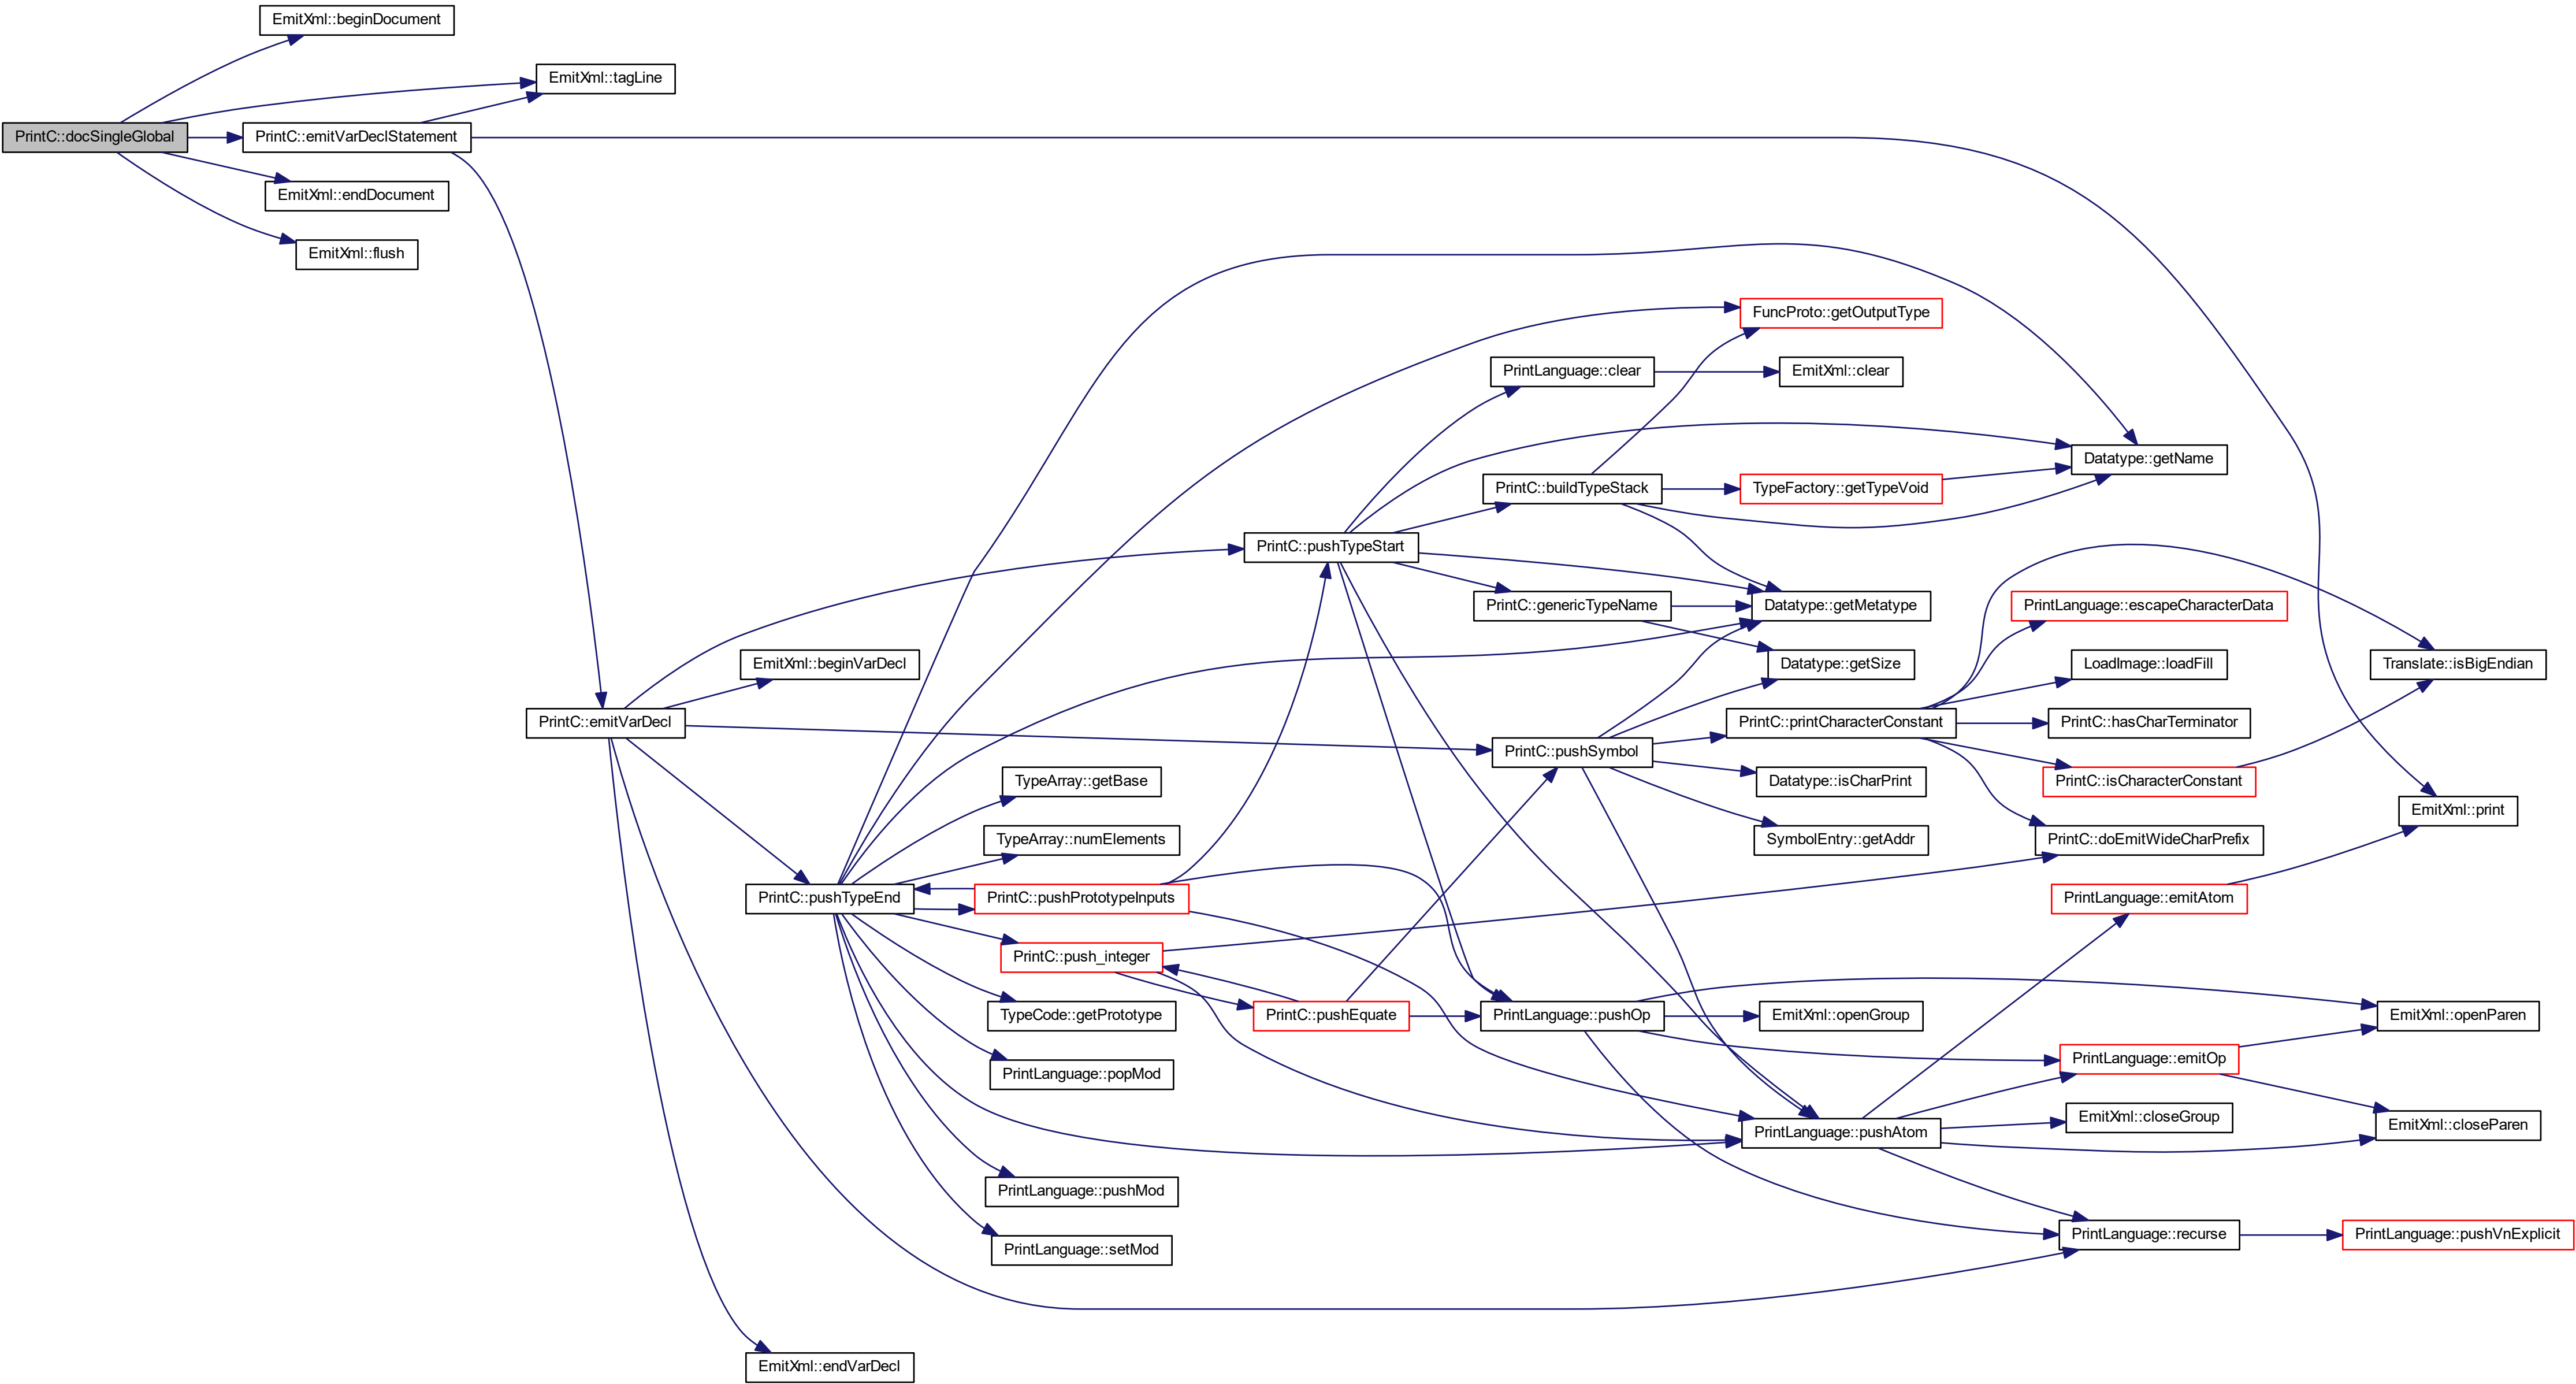 EmitXml::beginDocument
EmitXml::tagLine
PrintC::docSingleGlobal
PrintC::emitVarDeclStatement
EmitXml::endDocument
EmitXml::flush
FuncProto::getOutputType
PrintLanguage::clear
EmitXml::clear
Datatype::getName
PrintC::buildTypeStack
TypeFactory::getTypeVoid
PrintC::pushTypeStart
PrintC::genericTypeName
Datatype::getMetatype
PrintLanguage::escapeCharacterData
EmitXml::beginVarDecl
Datatype::getSize
LoadImage::loadFill
Translate::isBigEndian
PrintC::emitVarDecl
PrintC::pushSymbol
PrintC::printCharacterConstant
PrintC::hasCharTerminator
TypeArray::getBase
Datatype::isCharPrint
PrintC::isCharacterConstant
EmitXml::print
TypeArray::numElements
SymbolEntry::getAddr
PrintC::doEmitWideCharPrefix
PrintC::pushTypeEnd
PrintC::pushPrototypeInputs
PrintLanguage::emitAtom
PrintC::push_integer
TypeCode::getPrototype
PrintC::pushEquate
PrintLanguage::pushOp
EmitXml::openGroup
EmitXml::openParen
PrintLanguage::popMod
PrintLanguage::emitOp
PrintLanguage::pushAtom
EmitXml::closeGroup
EmitXml::closeParen
PrintLanguage::pushMod
PrintLanguage::setMod
PrintLanguage::recurse
PrintLanguage::pushVnExplicit
EmitXml::endVarDecl